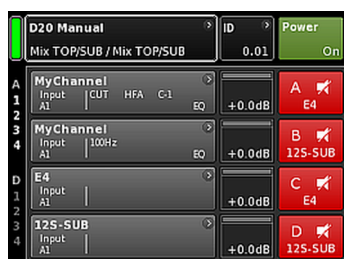 D20 Manual
Mix TOP/SUB / Mix TOP/SUB
ID
0.01
Power
On
A
1
2
3
4
MyChannel
Input CUT HFA C-1
A1 EQ
+0.0dB
A
E4
MyChannel
Input 100Hz
A1 EQ
+0.0dB
B
12S-SUB
D
1
2
3
4
E4
Input
A1
+0.0dB
C
E4
12S-SUB
Input
A1
+0.0dB
D
12S-SUB